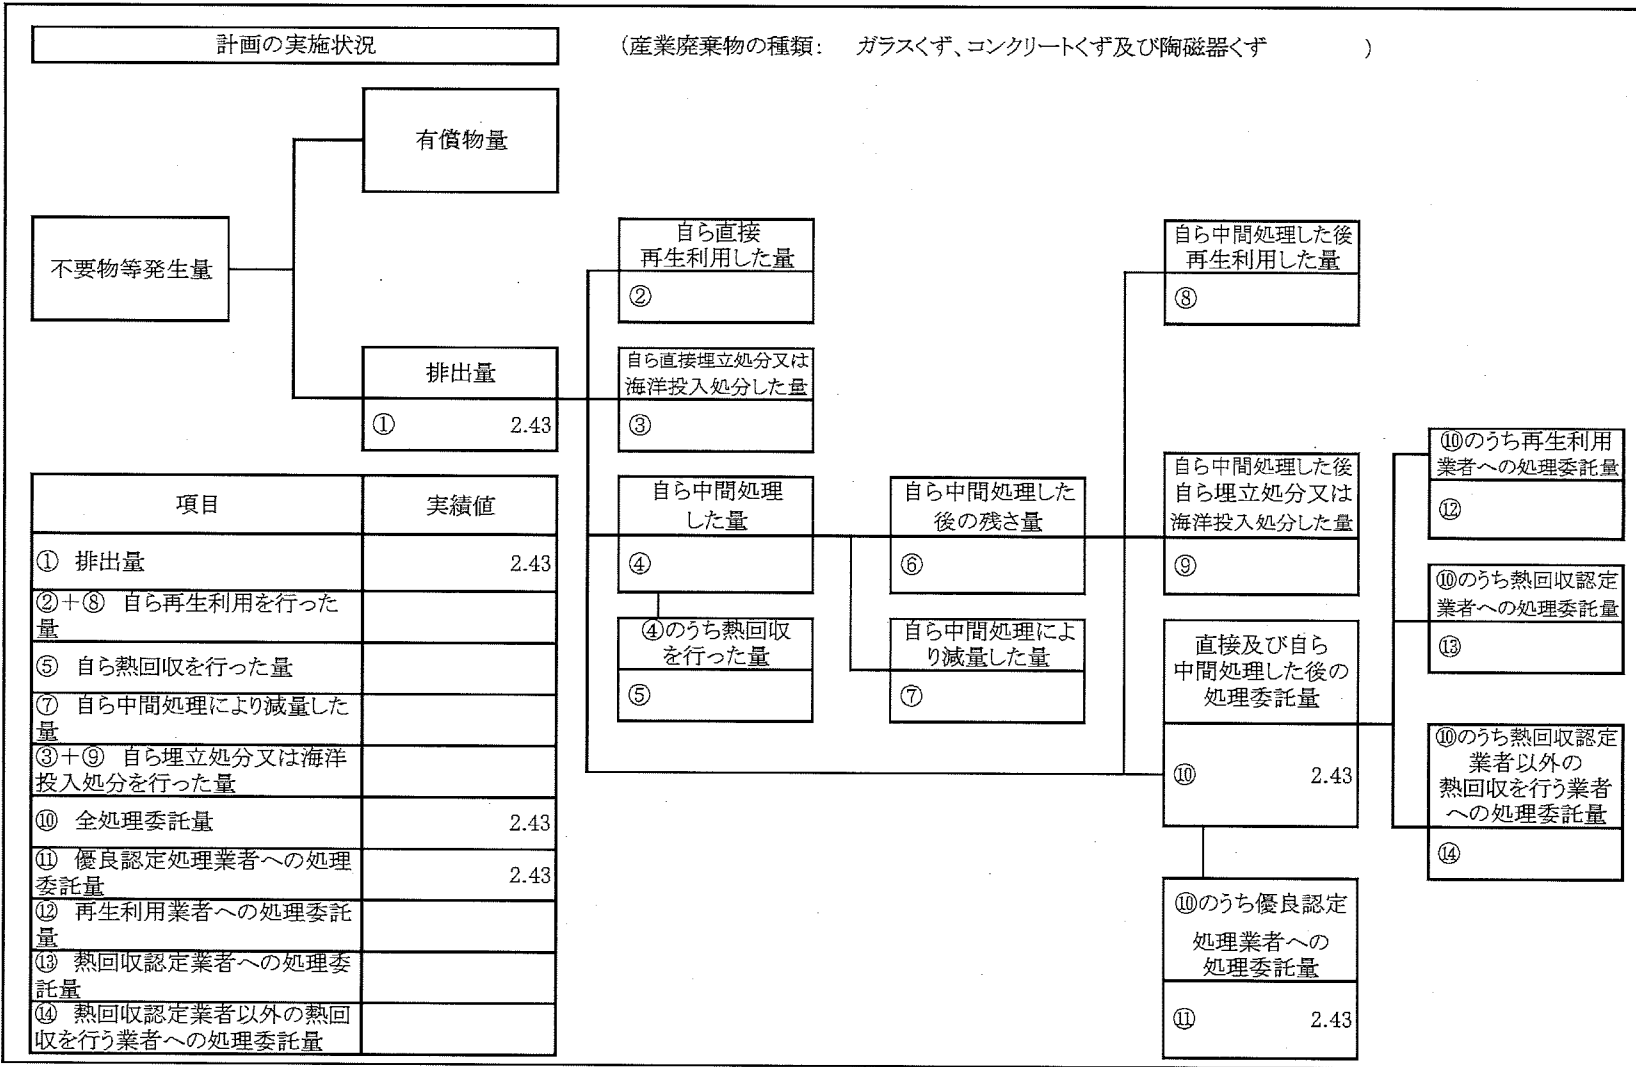 計画の実施状況
（産業廃棄物の種類： ガラスくず、コンクリートくず及び陶磁器くず ）
有償物量
不要物等発生量
排出量
① 2.43
自ら直接
再生利用した量
②
自ら直接埋立処分又は
海洋投入処分した量
③
自ら中間処理
した量
④
④のうち熱回収
を行った量
⑤
自ら中間処理した
後の残さ量
⑥
自ら中間処理によ
り減量した量
⑦
自ら中間処理した後
再生利用した量
⑧
自ら中間処理した後
自ら埋立処分又は
海洋投入処分した量
⑨
直接及び自ら
中間処理した後の
処理委託量
⑩ 2.43
⑩のうち優良認定
処理業者への
処理委託量
⑪ 2.43
⑩のうち再生利用
業者への処理委託量
⑫
⑩のうち熱回収認定
業者への処理委託量
⑬
⑩のうち熱回収認定
業者以外の
熱回収を行う業者
への処理委託量
⑭
項目 実績値
① 排出量 2.43
②＋⑧ 自ら再生利用を行った
量
⑤ 自ら熱回収を行った量
⑦ 自ら中間処理により減量した
量
③＋⑨ 自ら埋立処分又は海洋
投入処分を行った量
⑩ 全処理委託量 2.43
⑪ 優良認定処理業者への処理
委託量 2.43
⑫ 再生利用業者への処理委託
量
⑬ 熱回収認定業者への処理委
託量
⑭ 熱回収認定業者以外の熱回
収を行う業者への処理委託量